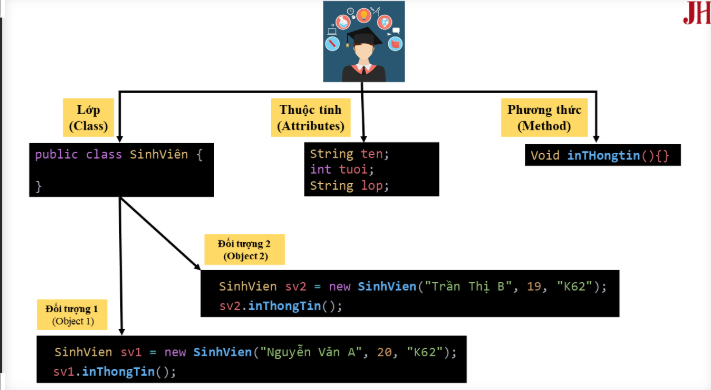 JH
Lớp
(Class)
Thuộc tính
(Attributes)
Phương thức
(Method)
public class SinhViên {
}
String ten;
int tuoi;
String lop;
Void inTHongtin(){}
Đối tượng 2
(Object 2)
SinhVien sv2 = new SinhVien("Trần Thị B", 19, "K62");
sv2.inThongTin();
Đối tượng 1
(Object 1)
SinhVien sv1 = new SinhVien("Nguyễn Văn A", 20, "K62");
sv1.inThongTin();